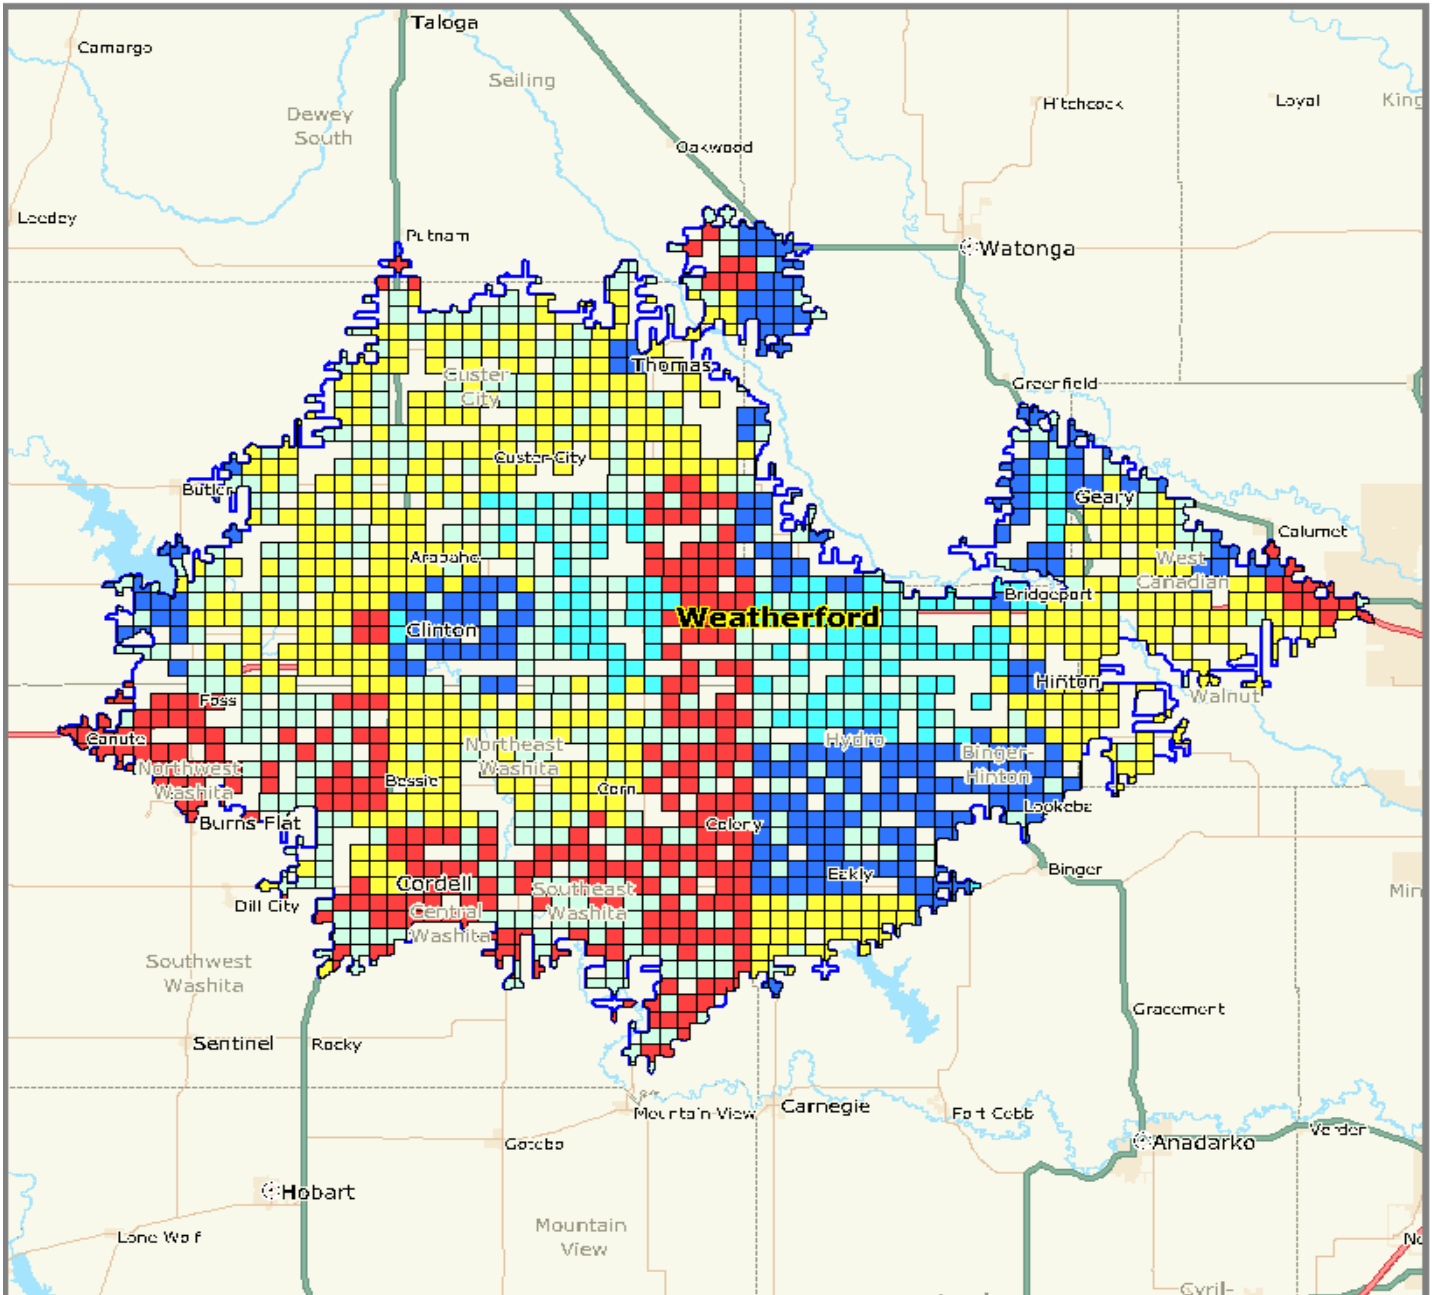 Taloga
Camargo
Seiling
Hitchcock
Loyal
King
Dewey
South
Oakwood
Leedey
Putnam
Watonga
Thomas
Custer
City
Greenfield
Custer City
Butler
Geary
Calumet
Arapaho
West
Canadian
Bridgeport
Weatherford
Clinton
Hinton
Walnut
Foss
Canute
Hydro
Northeast
Washita
Binger-
Hinton
Northwest
Washita
Bessie
Corn
Lookeba
Burns Flat
Colony
Binger
Eakly
Cordell
Southeast
Washita
Min
Dill City
Central
Washita
Southwest
Washita
Gracemont
Sentinel
Rocky
Mountain View
Carnegie
Fort Cobb
Gotebo
Anadarko
Verden
Hobart
Mountain
View
Lone Wolf
Cyril-